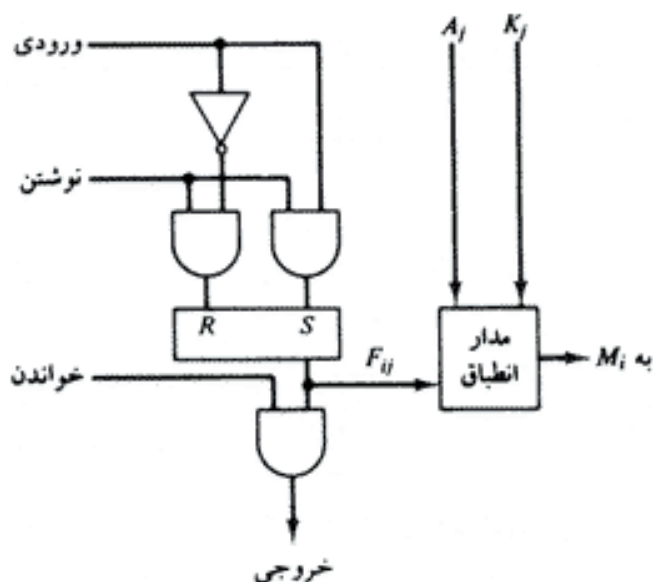 ورودی
A_j
K_j
نوشتن
R
S
خواندن
F_ij
مدار
انطباق
به M_i
خروجی